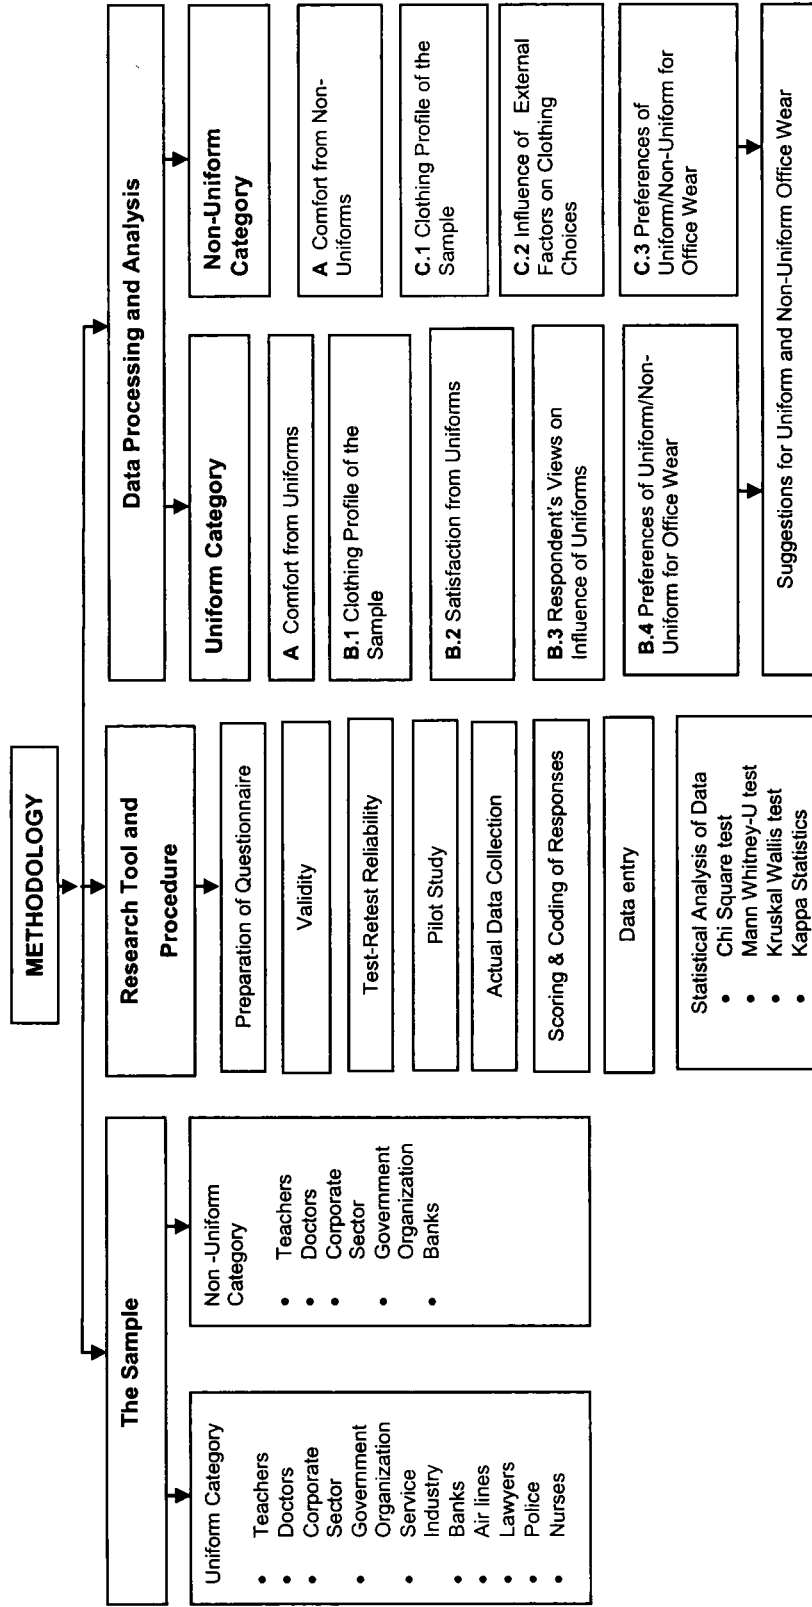 METHODOLOGY
The Sample
Uniform Category
• Teachers
• Doctors
• Corporate
Sector
• Government
Organization
• Service
Industry
• Banks
• Air lines
• Lawyers
• Police
• Nurses
Non -Uniform
Category
• Teachers
• Doctors
• Corporate
Sector
• Government
Organization
• Banks
Research Tool and
Procedure
Preparation of Questionnaire
Validity
Test-Retest Reliability
Pilot Study
Actual Data Collection
Scoring & Coding of Responses
Data entry
Statistical Analysis of Data
• Chi Square test
• Mann Whitney-U test
• Kruskal Wallis test
• Kappa Statistics
Data Processing and Analysis
Uniform Category
A Comfort from Uniforms
B.1 Clothing Profile of the
Sample
B.2 Satisfaction from Uniforms
B.3 Respondent's Views on
Influence of Uniforms
B.4 Preferences of Uniform/Non-
Uniform for Office Wear
Non-Uniform
Category
A Comfort from Non-
Uniforms
C.1 Clothing Profile of the
Sample
C.2 Influence of External
Factors on Clothing
Choices
C.3 Preferences of
Uniform/Non-Uniform for
Office Wear
Suggestions for Uniform and Non-Uniform Office Wear